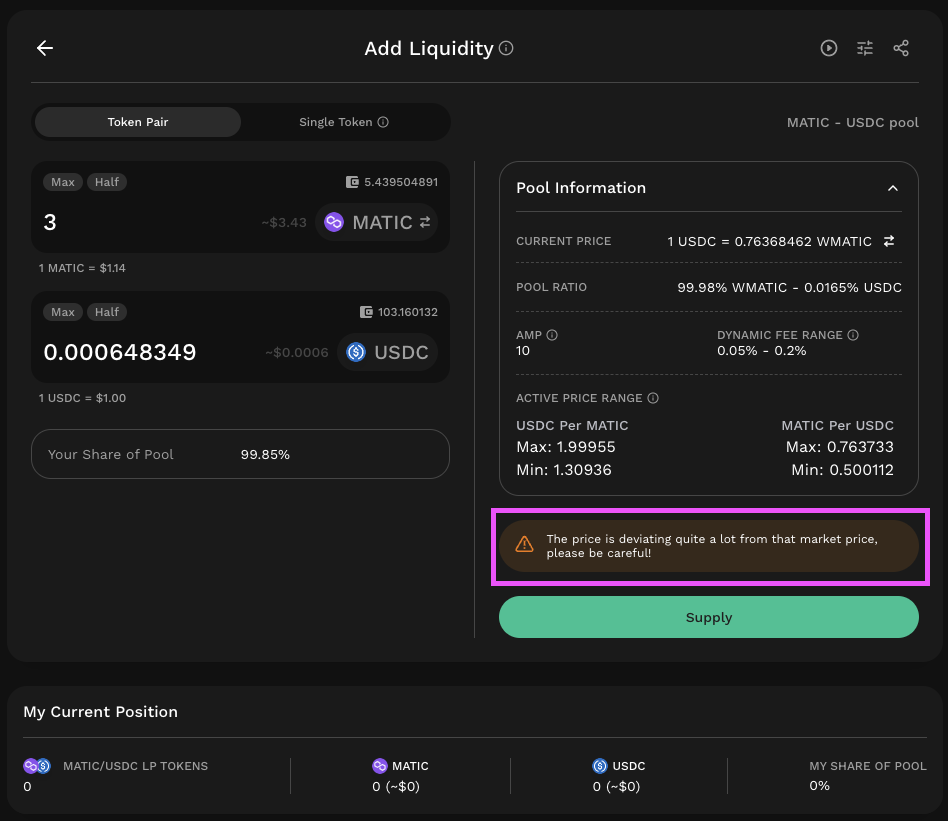 Add Liquidity
Token Pair
Single Token
MATIC - USDC pool
Max
Half
5.439504891
3
~$3.43
MATIC
1 MATIC = $1.14
Max
Half
103.160132
0.000648349
~$0.0006
USDC
1 USDC = $1.00
Your Share of Pool
99.85%
Pool Information
CURRENT PRICE
1 USDC = 0.76368462 WMATIC
POOL RATIO
99.98% WMATIC - 0.0165% USDC
AMP
10
DYNAMIC FEE RANGE
0.05% - 0.2%
ACTIVE PRICE RANGE
USDC Per MATIC
Max: 1.99955
Min: 1.30936
MATIC Per USDC
Max: 0.763733
Min: 0.500112
The price is deviating quite a lot from that market price,
please be careful!
Supply
My Current Position
MATIC/USDC LP TOKENS
0
MATIC
0 (~$0)
USDC
0 (~$0)
MY SHARE OF POOL
0%